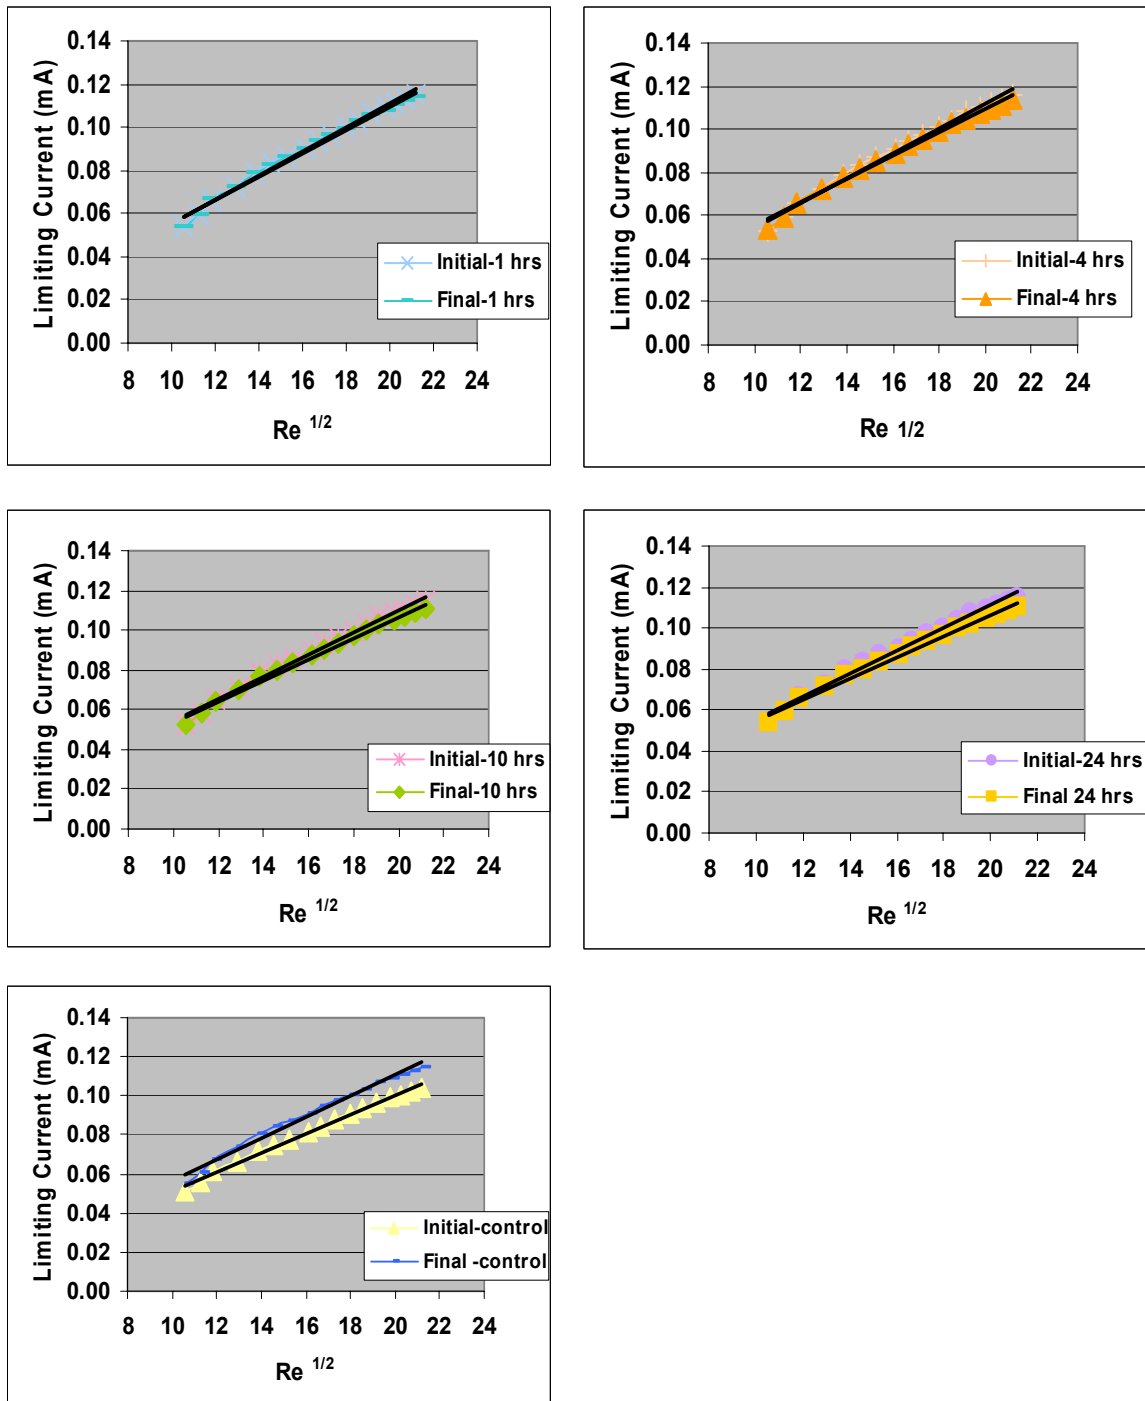 0.14
0.12
0.10
0.08
0.06
0.04
0.02
0.00
Limiting Current (mA)
Initial-1 hrs
Final-1 hrs
8 10 12 14 16 18 20 22 24
Re 1/2
0.14
0.12
0.10
0.08
0.06
0.04
0.02
0.00
Limiting Current (mA)
Initial-4 hrs
Final-4 hrs
8 10 12 14 16 18 20 22 24
Re 1/2
0.14
0.12
0.10
0.08
0.06
0.04
0.02
0.00
Limiting Current (mA)
Initial-10 hrs
Final-10 hrs
8 10 12 14 16 18 20 22 24
Re 1/2
0.14
0.12
0.10
0.08
0.06
0.04
0.02
0.00
Limiting Current (mA)
Initial-24 hrs
Final 24 hrs
8 10 12 14 16 18 20 22 24
Re 1/2
0.14
0.12
0.10
0.08
0.06
0.04
0.02
0.00
Limiting Current (mA)
Initial-control
Final -control
8 10 12 14 16 18 20 22 24
Re 1/2